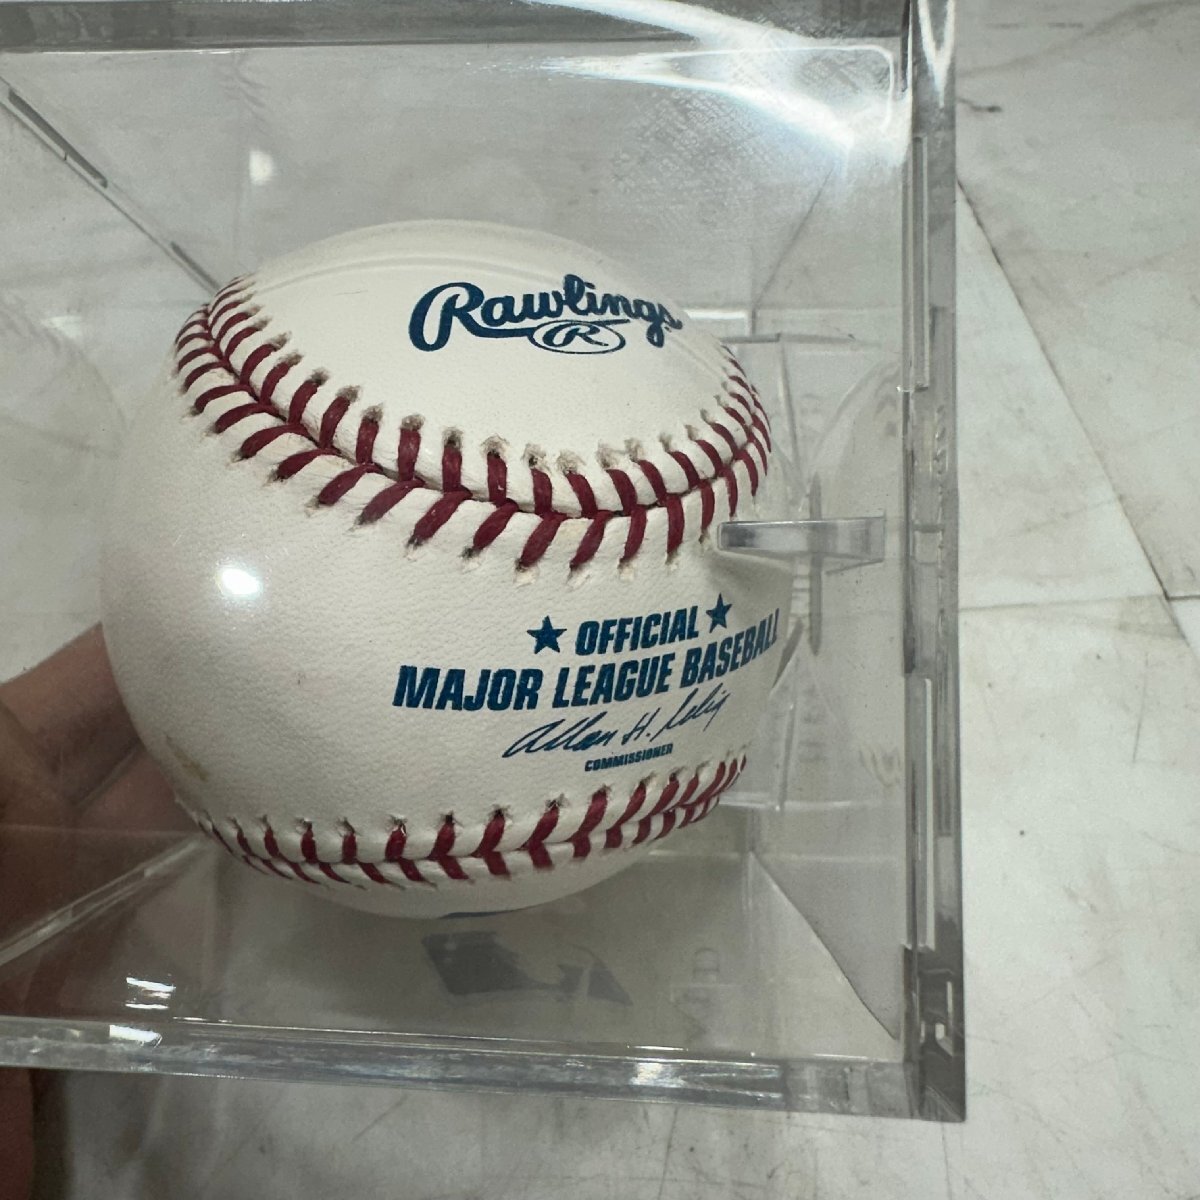 Rawlings
R
★ OFFICIAL ★
MAJOR LEAGUE BASEBALL
Allan H. Selig
COMMISSIONER